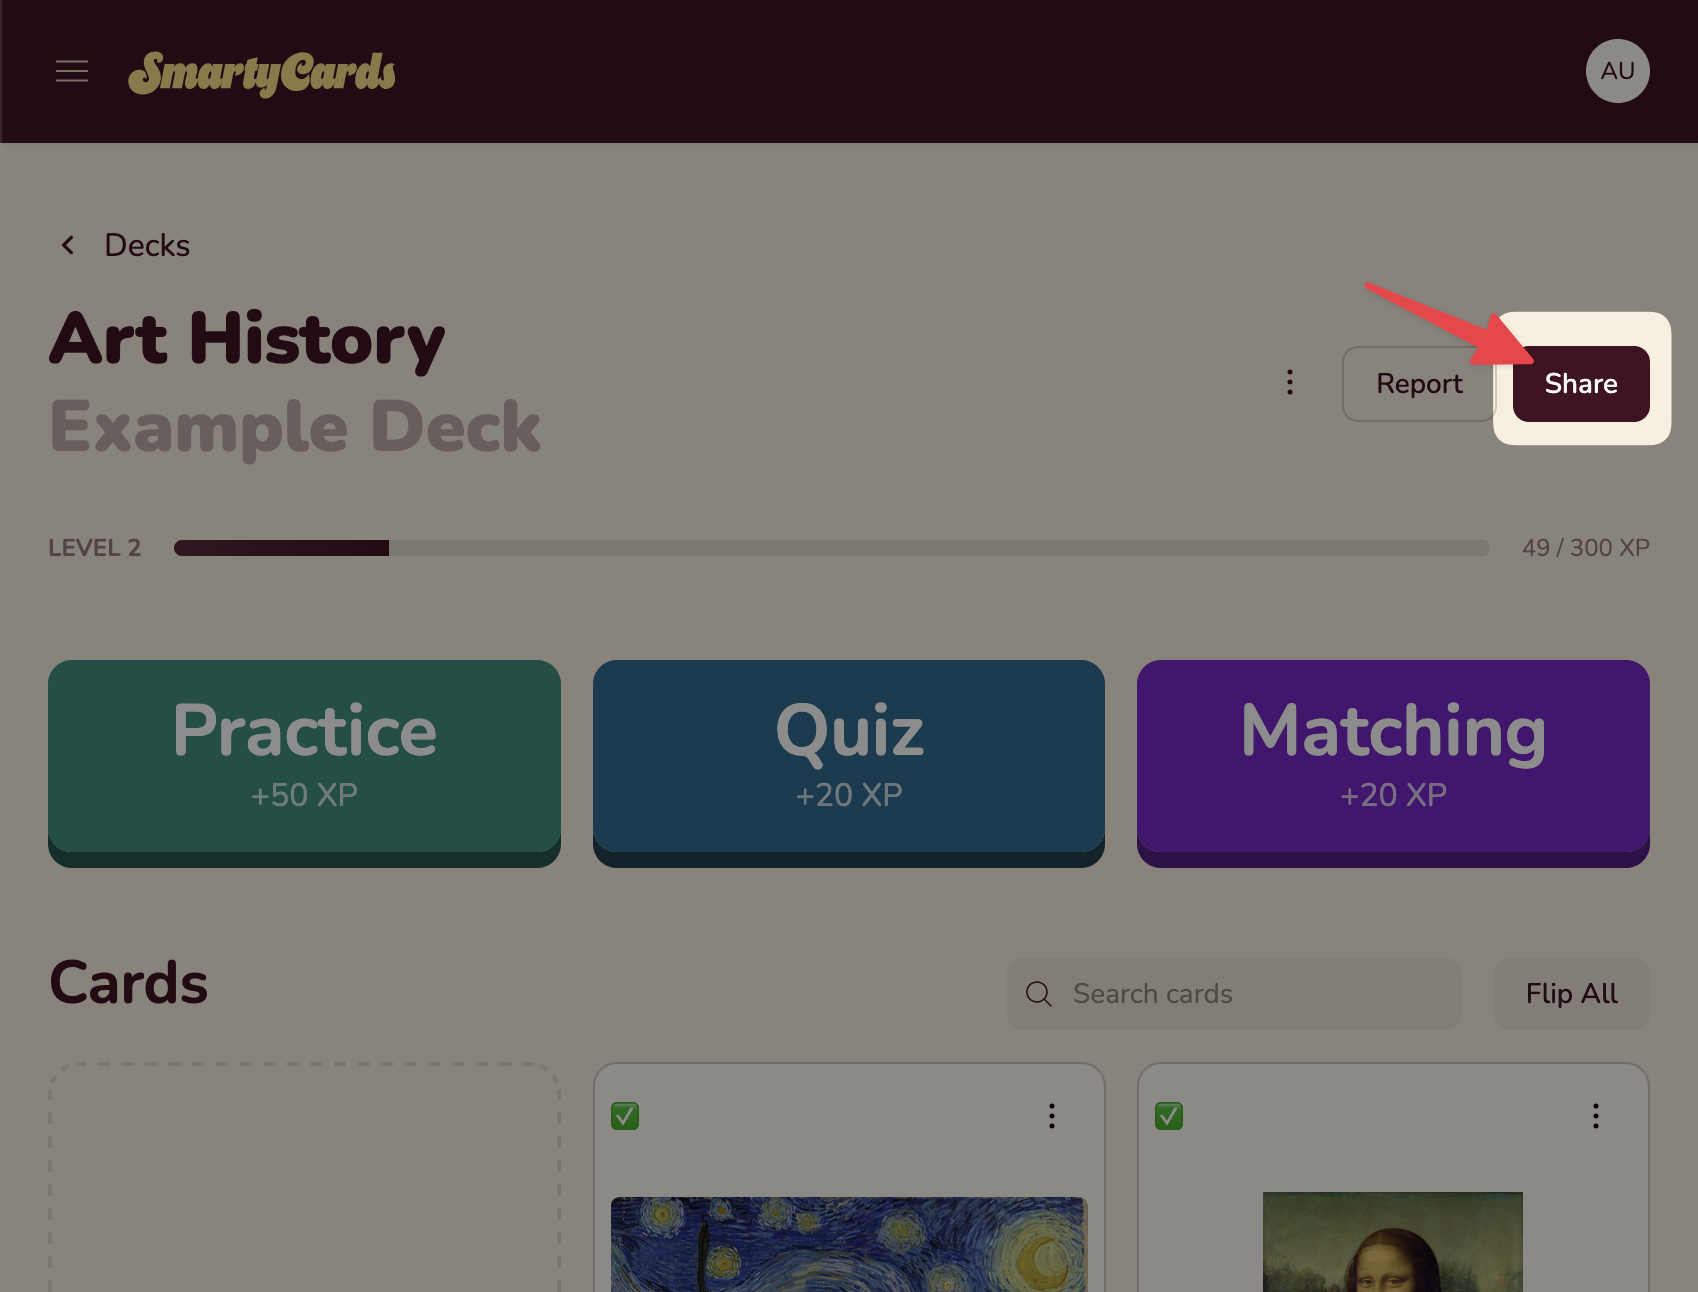 SmartyCards
AU
Decks
Art History
Example Deck
Report
Share
LEVEL 2
49 / 300 XP
Practice
+50 XP
Quiz
+20 XP
Matching
+20 XP
Cards
Search cards
Flip All